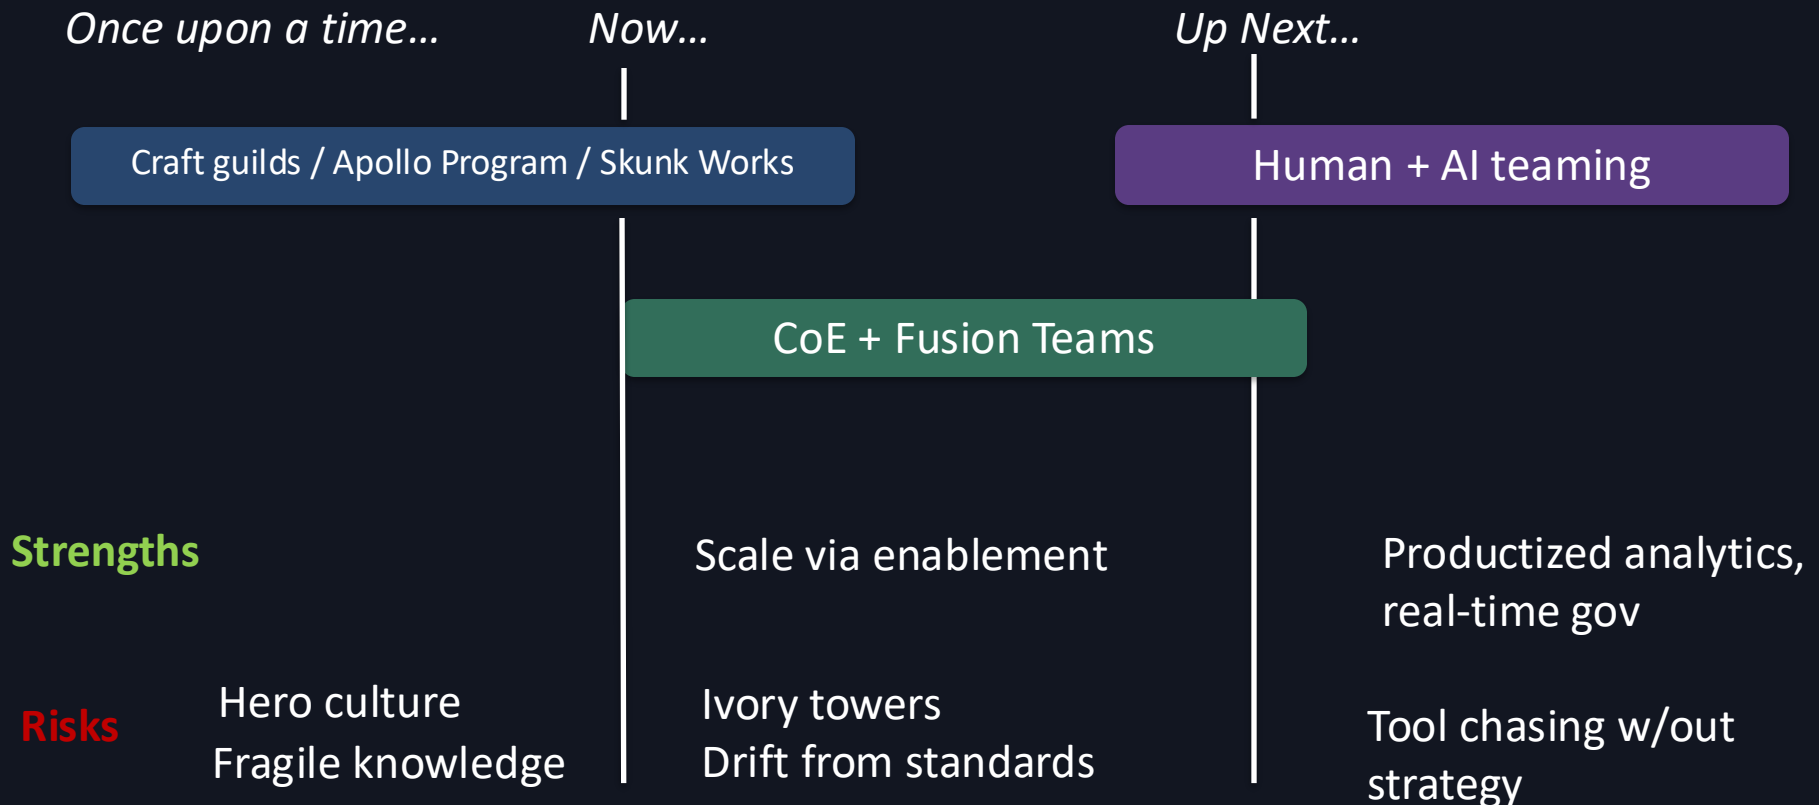 Once upon a time…
Now…
Up Next…
Craft guilds / Apollo Program / Skunk Works
Human + AI teaming
CoE + Fusion Teams
Strengths
Scale via enablement
Productized analytics,
real-time gov
Risks
Hero culture
Fragile knowledge
Ivory towers
Drift from standards
Tool chasing w/out
strategy